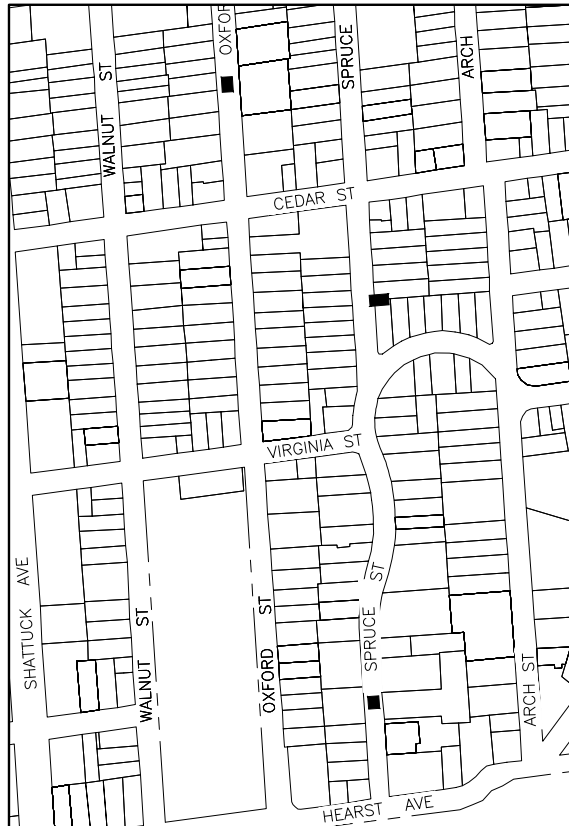 WALNUT ST
OXFOR
SPRUCE
ARCH
CEDAR ST
VIRGINIA ST
SHATTUCK AVE
WALNUT ST
OXFORD ST
SPRUCE ST
ARCH ST
HEARST AVE